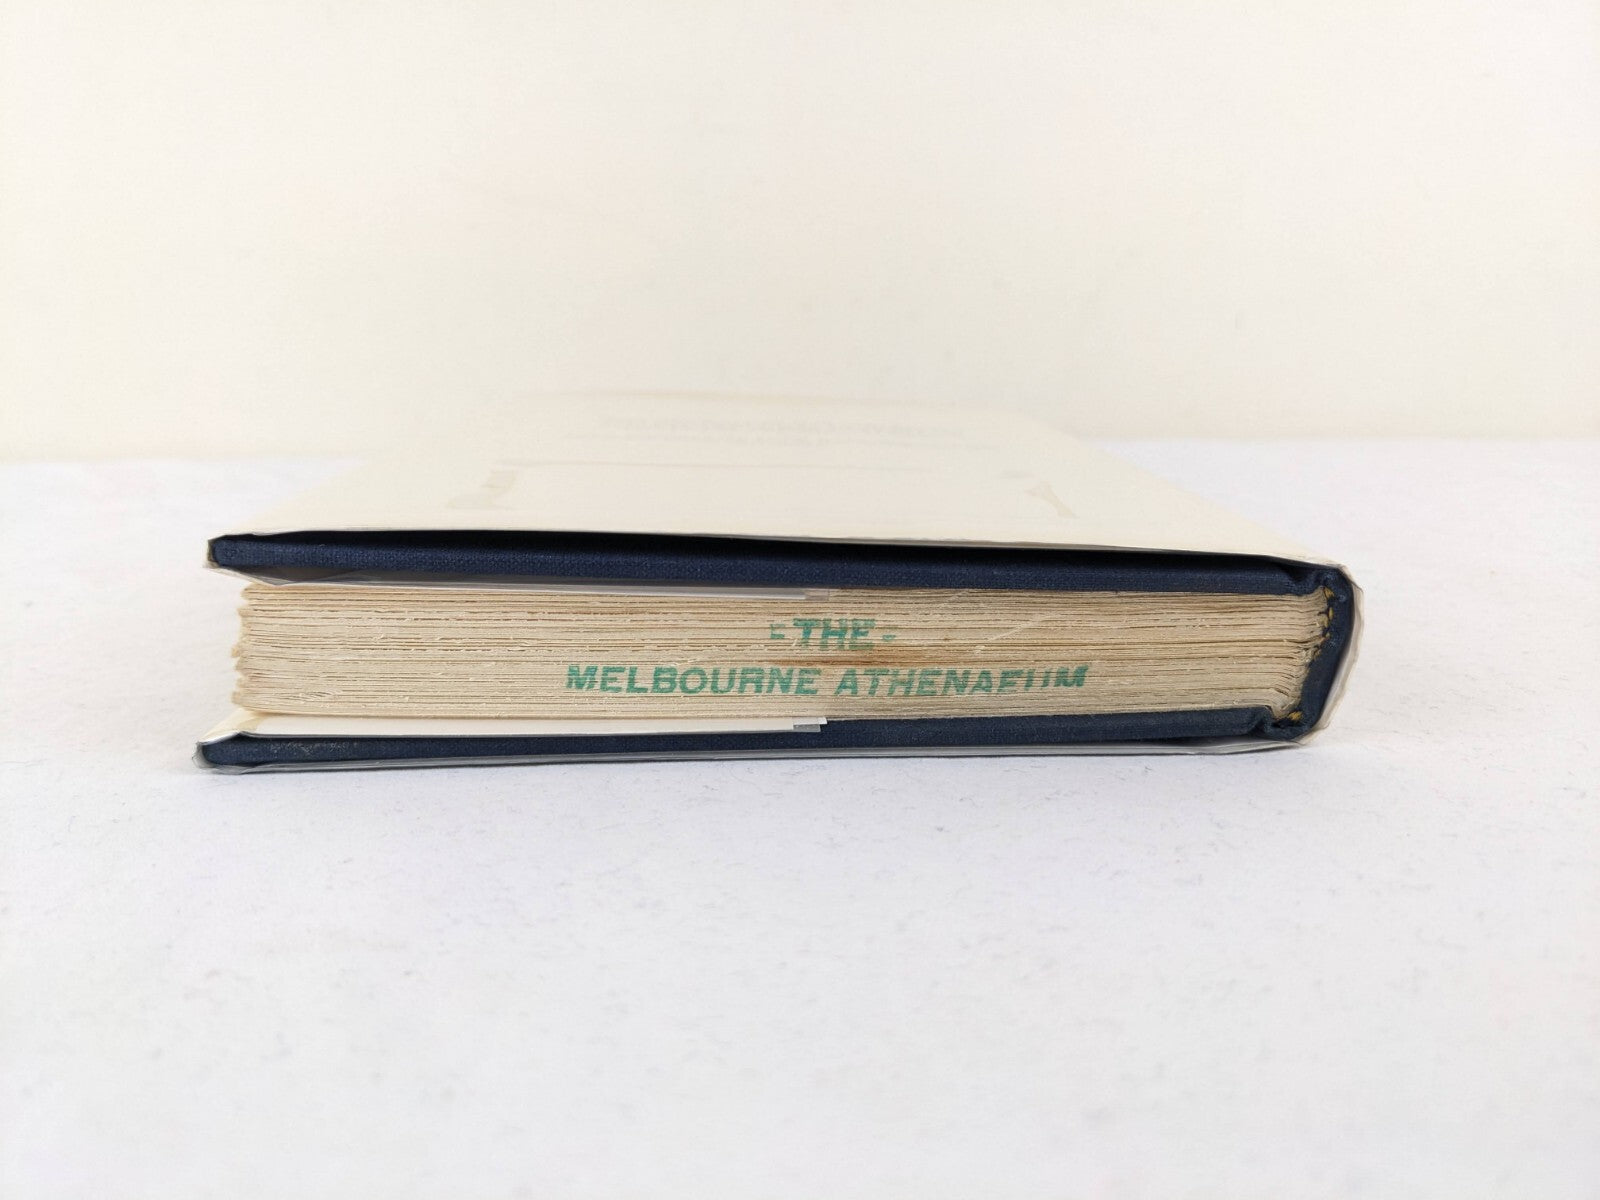 - THE -
MELBOURNE ATHENAEUM